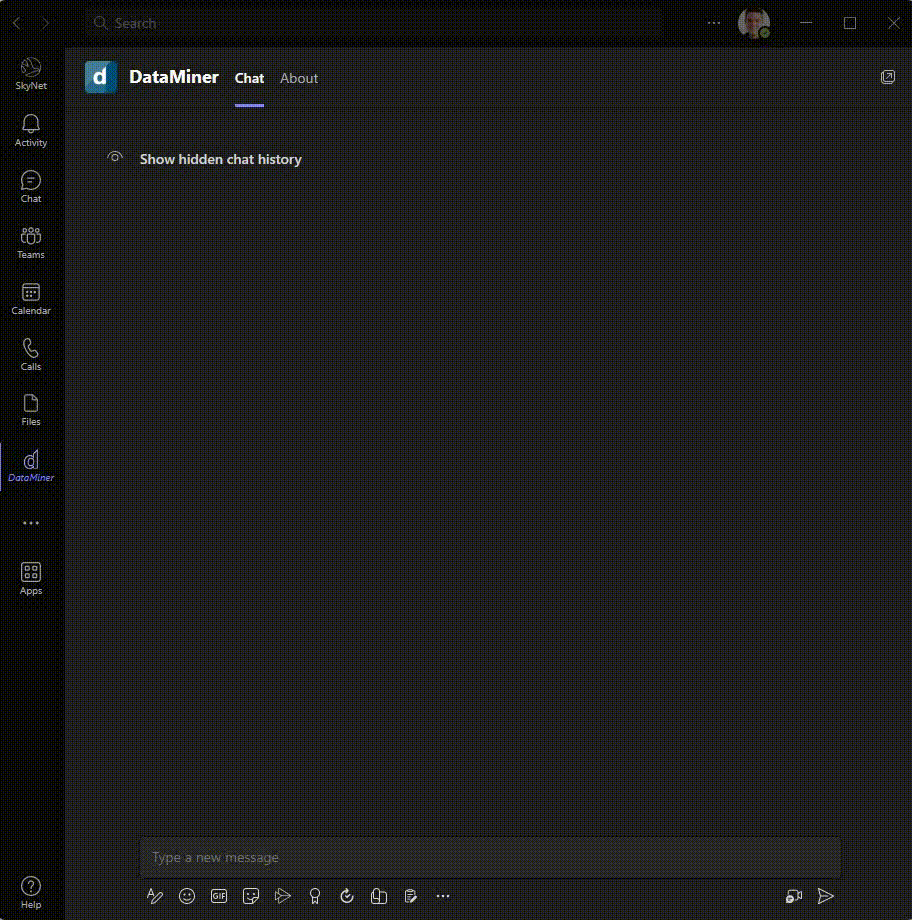 Search
SkyNet
Activity
Chat
Teams
Calendar
Calls
Files
DataMiner
Apps
Help
d DataMiner Chat About
Show hidden chat history
Type a new message
GIF